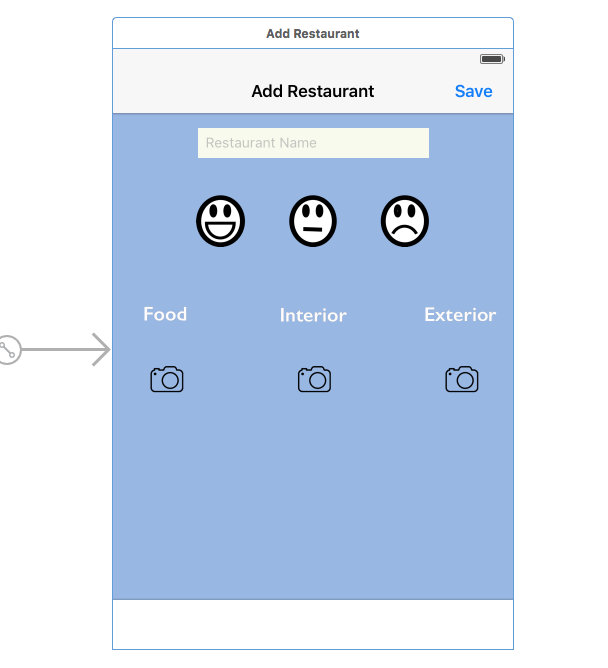 Add Restaurant
Add Restaurant Save
Restaurant Name
Food Interior Exterior